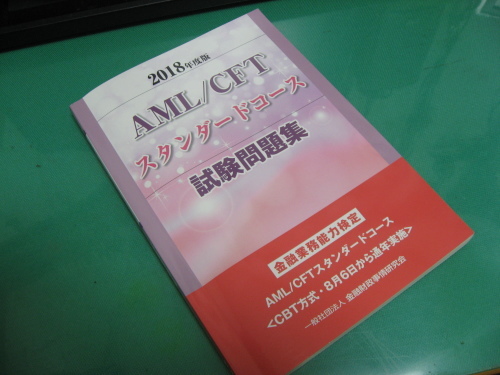 2018年度版
AML/CFT
スタンダードコース
試験問題集
金融業務能力検定
AML/CFTスタンダードコース
<CBT方式・8月6日から通年実施>
一般社団法人 金融財政事情研究会